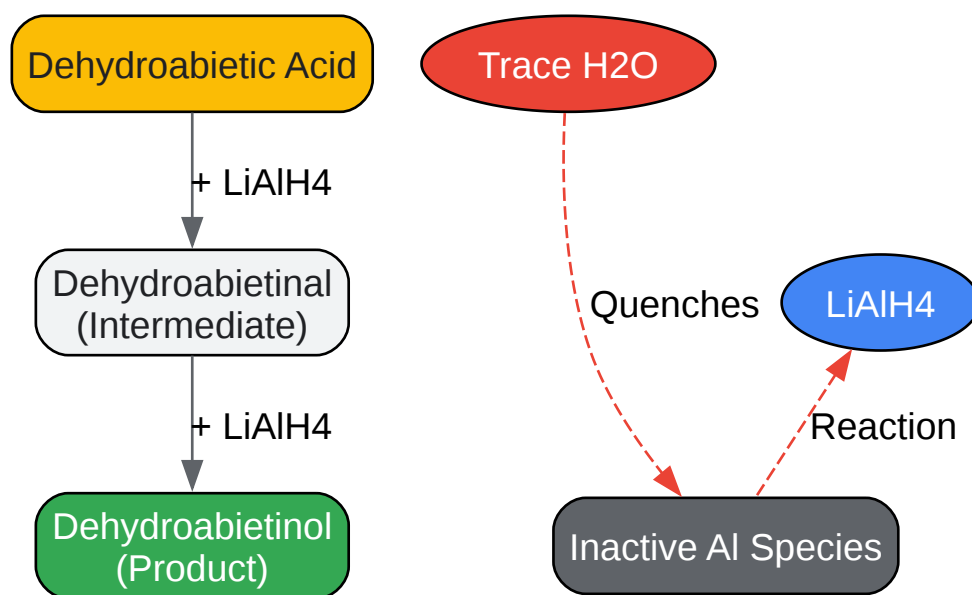 Dehydroabietic Acid
Trace H2O
+ LiAlH4
Dehydroabietinal
(Intermediate)
Quenches
LiAlH4
+ LiAlH4
Reaction
Dehydroabietinol
(Product)
Inactive Al Species